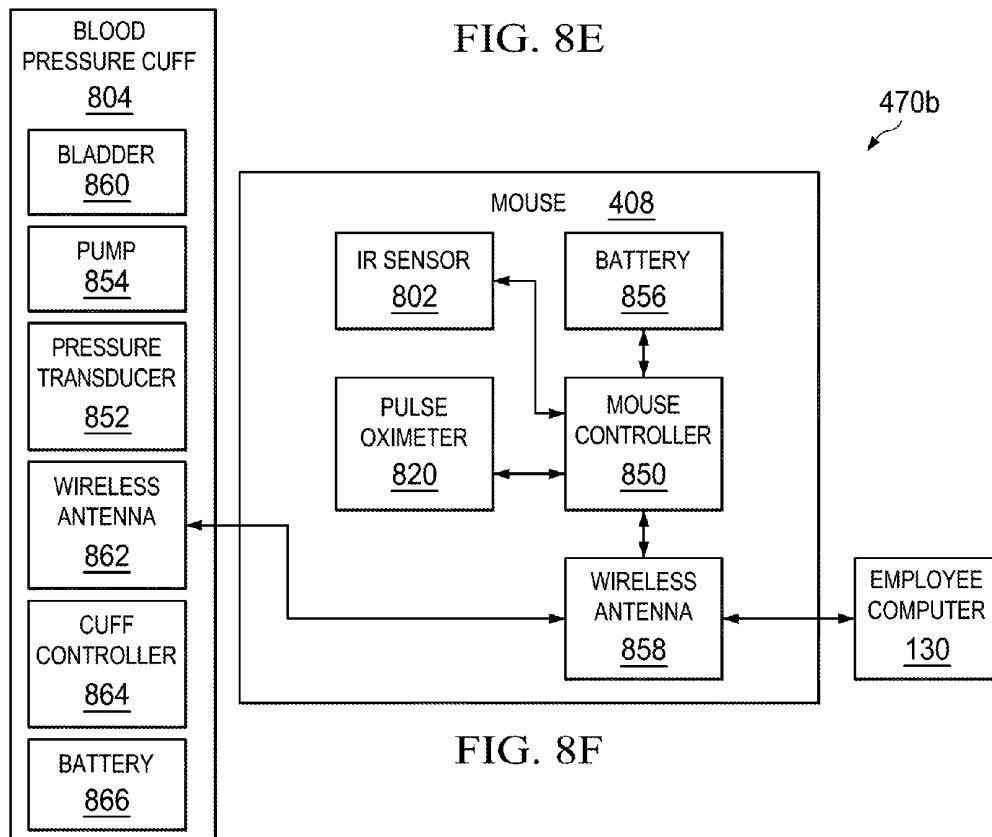 FIG. 8E
470b
BLOOD
PRESSURE CUFF
804
BLADDER
860
PUMP
854
PRESSURE
TRANSDUCER
852
WIRELESS
ANTENNA
862
CUFF
CONTROLLER
864
BATTERY
866
MOUSE 408
IR SENSOR
802
BATTERY
856
PULSE
OXIMETER
820
MOUSE
CONTROLLER
850
WIRELESS
ANTENNA
858
EMPLOYEE
COMPUTER
130
FIG. 8F